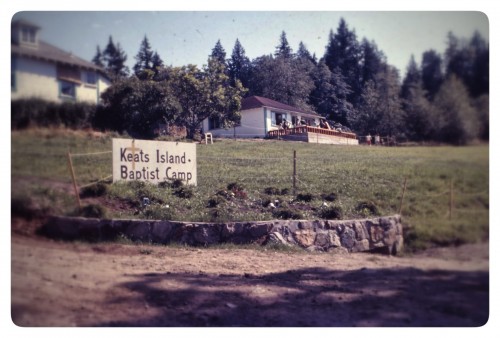 Keats Island.
Baptist Camp